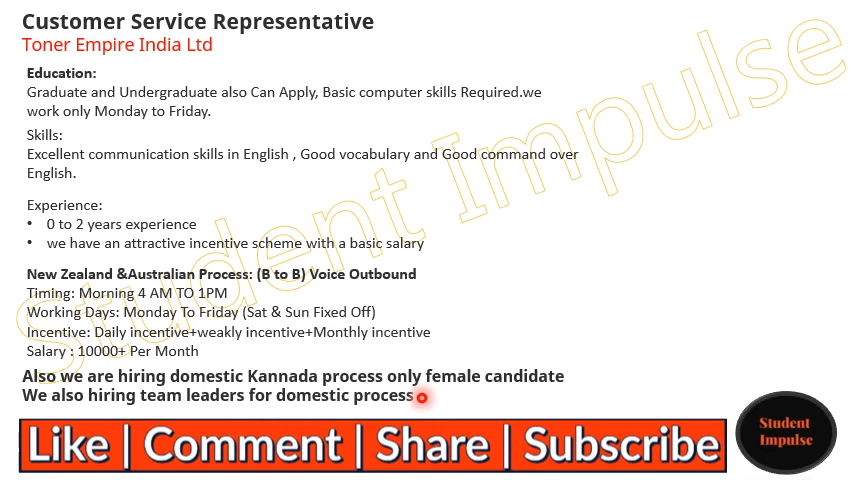 Customer Service Representative
Toner Empire India Ltd
Education:
Graduate and Undergraduate also Can Apply, Basic computer skills Required.we
work only Monday to Friday.
Skills:
Excellent communication skills in English , Good vocabulary and Good command over
English.
Experience:
• 0 to 2 years experience
• we have an attractive incentive scheme with a basic salary
New Zealand &Australian Process: (B to B) Voice Outbound
Timing: Morning 4 AM TO 1PM
Working Days: Monday To Friday (Sat & Sun Fixed Off)
Incentive: Daily incentive+weakly incentive+Monthly incentive
Salary : 10000+ Per Month
Also we are hiring domestic Kannada process only female candidate
We also hiring team leaders for domestic process
Student Impulse
Like | Comment | Share | Subscribe
Student
Impulse